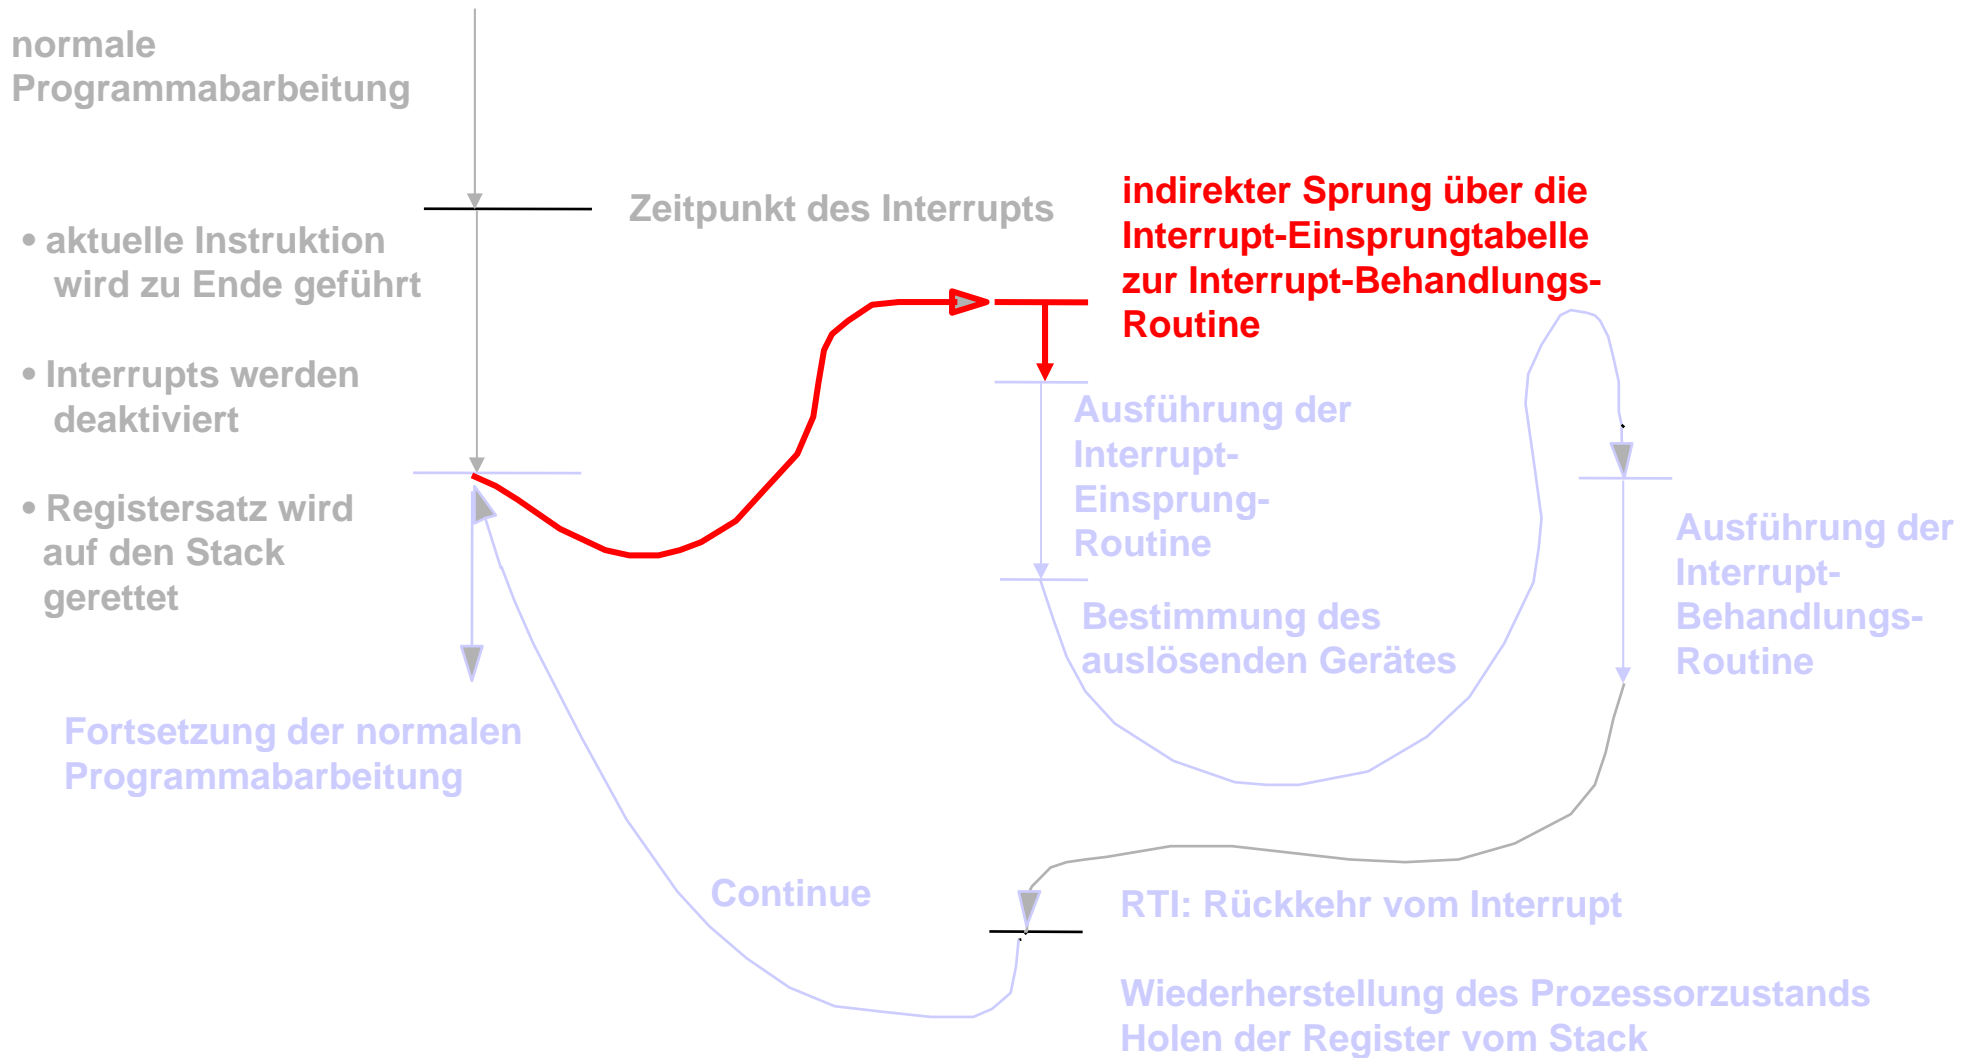 normale
Programmabarbeitung
Zeitpunkt des Interrupts
• aktuelle Instruktion
wird zu Ende geführt
• Interrupts werden
deaktiviert
• Registersatz wird
auf den Stack
gerettet
indirekter Sprung über die
Interrupt-Einsprungtabelle
zur Interrupt-Behandlungs-
Routine
Ausführung der
Interrupt-
Einsprung-
Routine
Bestimmung des
auslösenden Gerätes
Ausführung der
Interrupt-
Behandlungs-
Routine
Fortsetzung der normalen
Programmabarbeitung
Continue
RTI: Rückkehr vom Interrupt
Wiederherstellung des Prozessorzustands
Holen der Register vom Stack